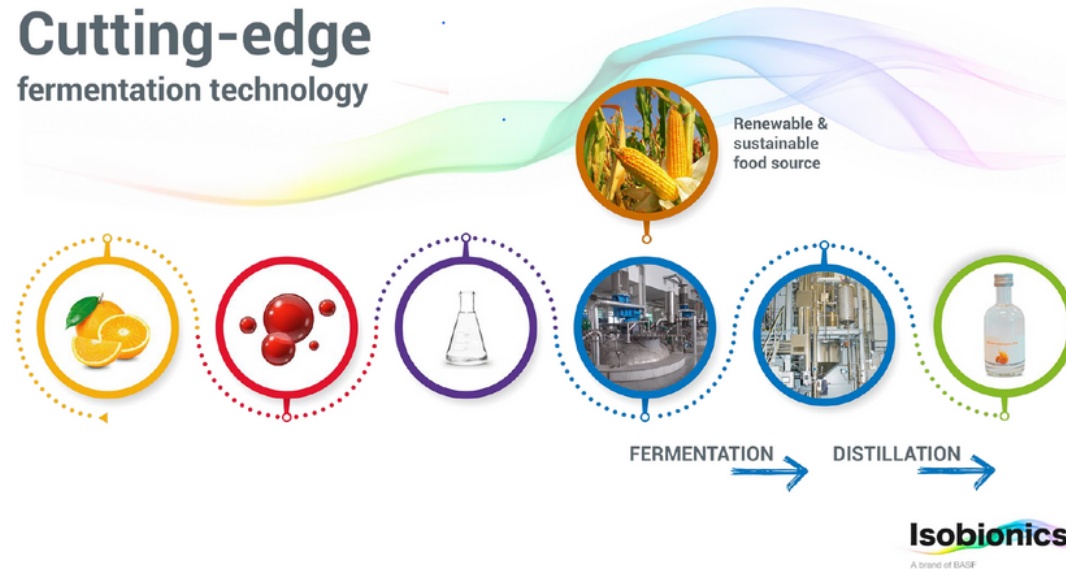 Cutting-edge
fermentation technology
Renewable &
sustainable
food source
FERMENTATION
DISTILLATION
Isobionics
A brand of BASF